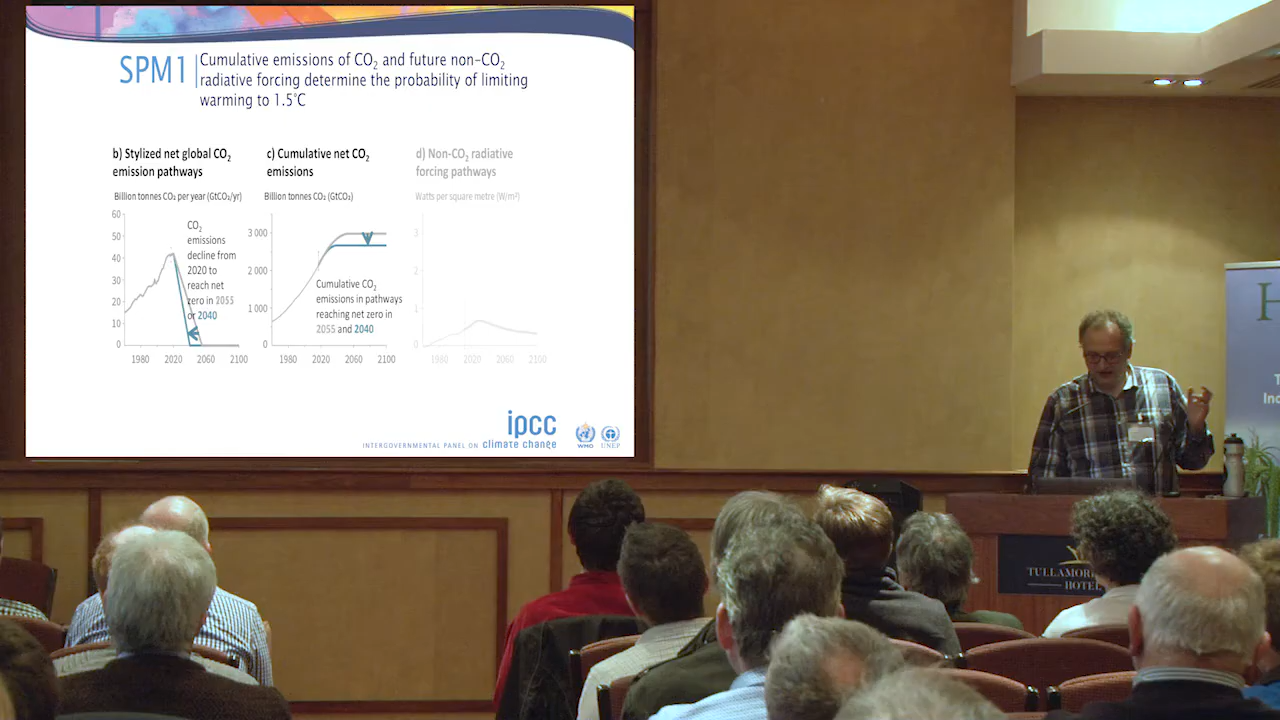 SPM1
Cumulative emissions of CO₂ and future non-CO₂
radiative forcing determine the probability of limiting
warming to 1.5°C
b) Stylized net global CO₂
emission pathways
Billion tonnes CO₂ per year (GtCO₂/yr)
60
50
40
30
20
10
0
1980 2020 2060 2100
CO₂
emissions
decline from
2020 to
reach net
zero in 2055
or 2040
c) Cumulative net CO₂
emissions
Billion tonnes CO₂ (GtCO₂)
3 000
2 000
1 000
0
1980 2020 2060 2100
Cumulative CO₂
emissions in pathways
reaching net zero in
2055 and 2040
d) Non-CO₂ radiative
forcing pathways
Watts per square metre (W/m²)
3
2
1
0
1980 2020 2060 2100
ipcc
INTERGOVERNMENTAL PANEL ON climate change
WMO UNEP
H
T
Inc
TULLAMOR
HOTEL